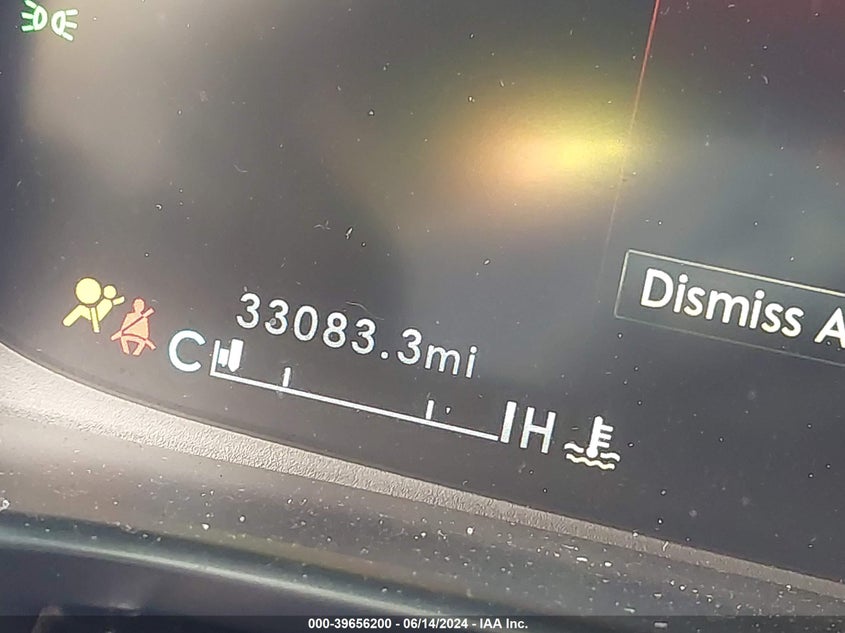 33083.3mi
Dismiss A
C H
000-39656200 - 06/14/2024 - IAA Inc.